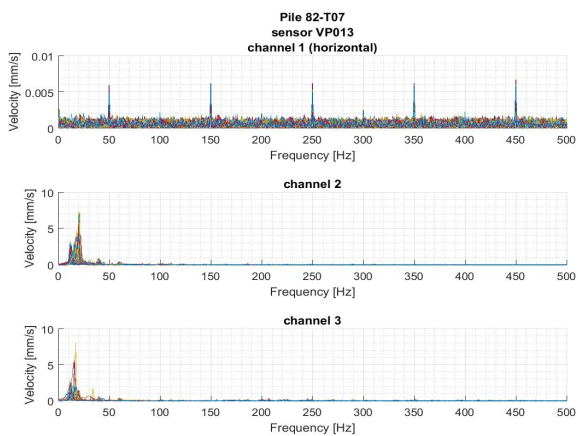 Pile 82-T07
sensor VP013
channel 1 (horizontal)
0.01
0.005
0
Velocity [mm/s]
0 50 100 150 200 250 300 350 400 450 500
Frequency [Hz]
channel 2
10
5
0
Velocity [mm/s]
0 50 100 150 200 250 300 350 400 450 500
Frequency [Hz]
channel 3
10
5
0
Velocity [mm/s]
0 50 100 150 200 250 300 350 400 450 500
Frequency [Hz]